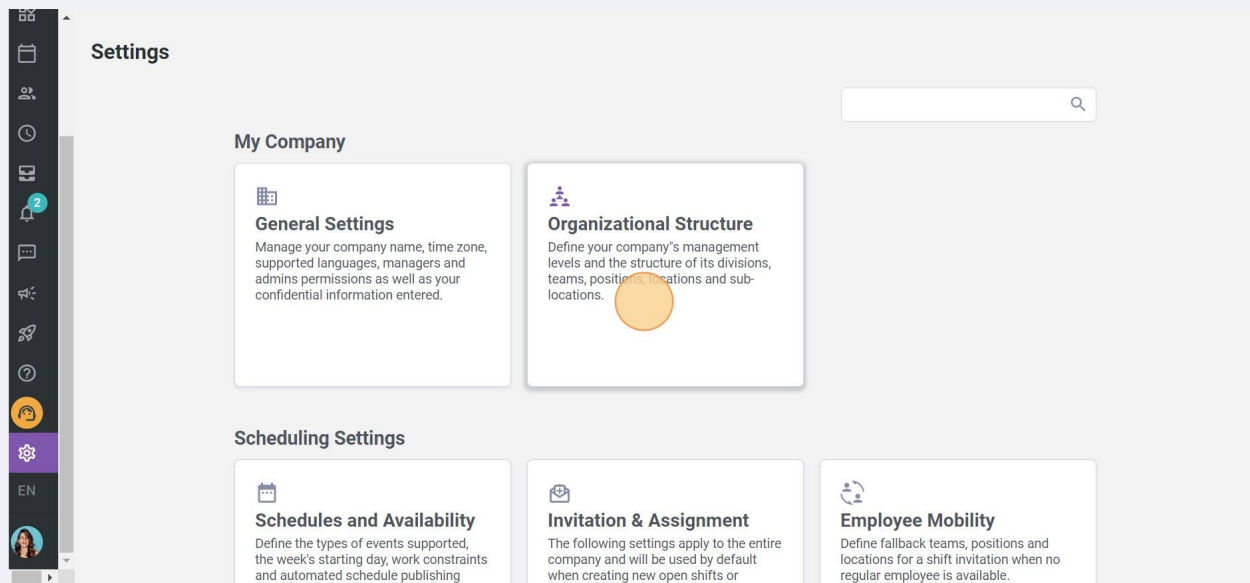 Settings
My Company
General Settings
Manage your company name, time zone,
supported languages, managers and
admins permissions as well as your
confidential information entered.
Organizational Structure
Define your company"s management
levels and the structure of its divisions,
teams, positions, locations and sub-
locations.
2
Scheduling Settings
EN
Schedules and Availability
Define the types of events supported,
the week's starting day, work constraints
and automated schedule publishing
Invitation & Assignment
The following settings apply to the entire
company and will be used by default
when creating new open shifts or
Employee Mobility
Define fallback teams, positions and
locations for a shift invitation when no
regular employee is available.